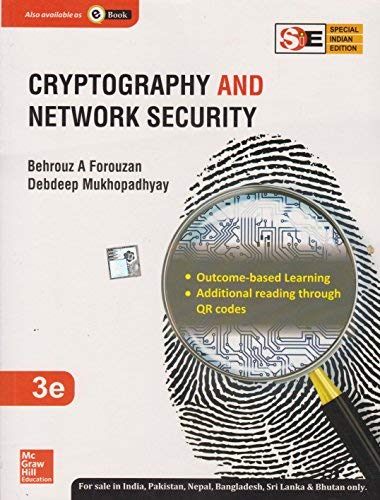 Also available as eBook
SiE
SPECIAL
INDIAN
EDITION
CRYPTOGRAPHY AND
NETWORK SECURITY
Behrouz A Forouzan
Debdeep Mukhopadhyay
• Outcome-based Learning
• Additional reading through
QR codes
3e
Mc
Graw
Hill
Education
For sale in India, Pakistan, Nepal, Bangladesh, Sri Lanka & Bhutan only.